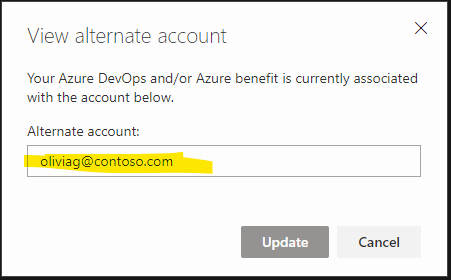 View alternate account
Your Azure DevOps and/or Azure benefit is currently associated
with the account below.
Alternate account:
oliviag@contoso.com
Update
Cancel